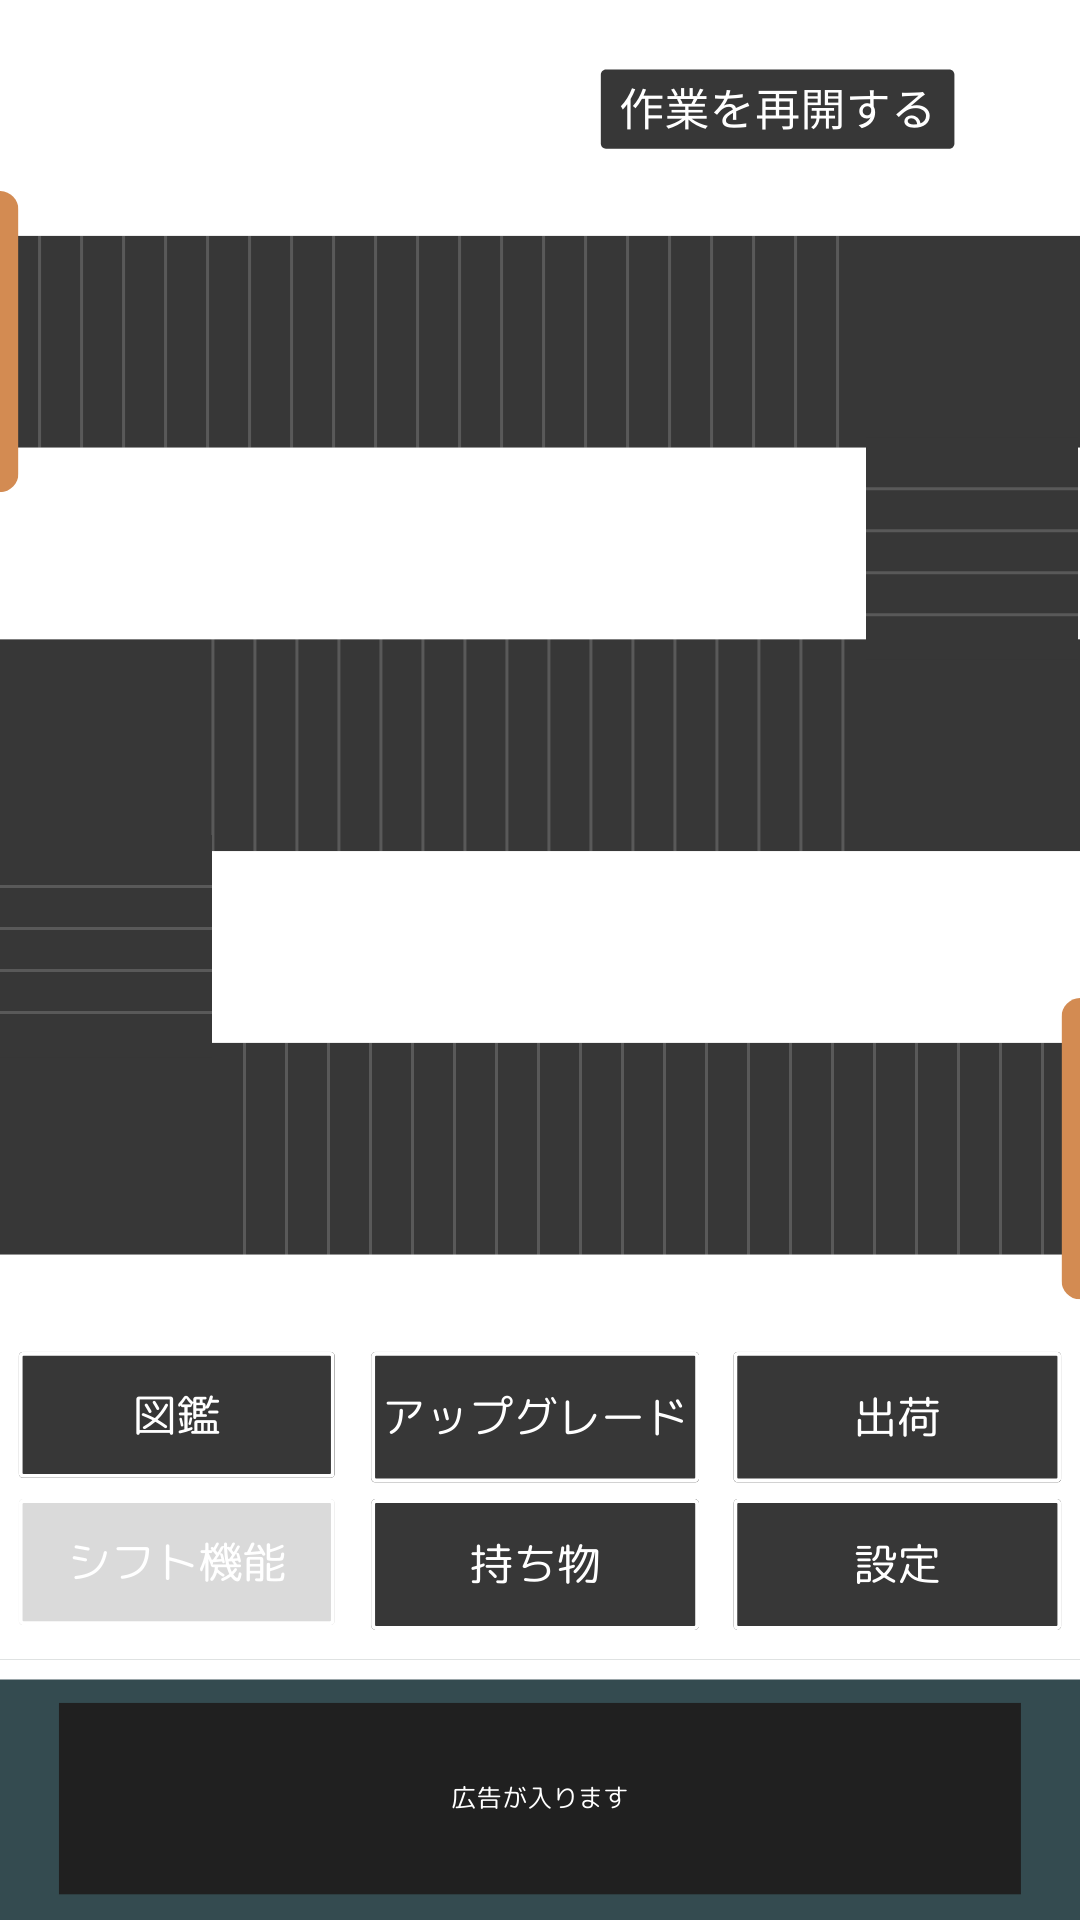 作業を再開する
図鑑
アップグレード
出荷
シフト機能
持ち物
設定
広告が入ります